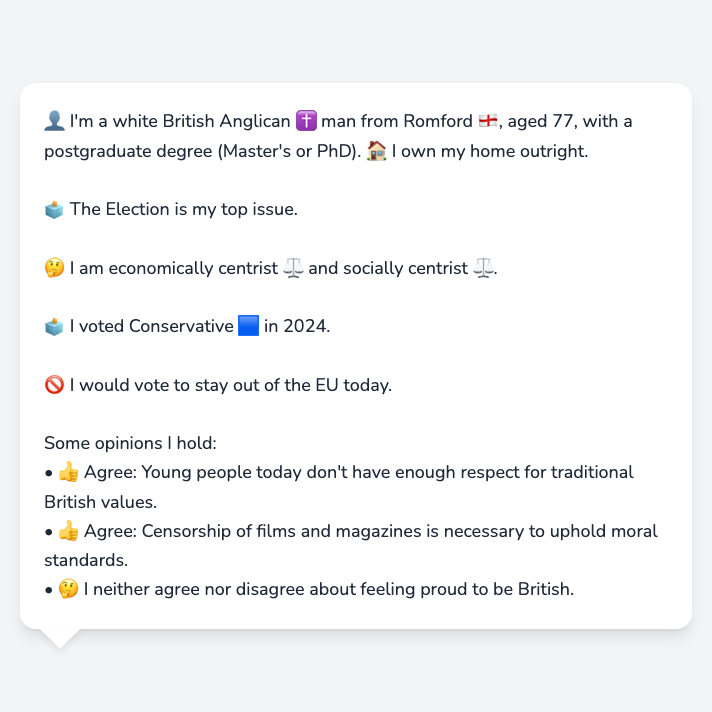 👤 I'm a white British Anglican ✝️ man from Romford 🏴󠁧󠁢󠁥󠁮󠁧󠁿, aged 77, with a
postgraduate degree (Master's or PhD). 🏠 I own my home outright.
🗳️ The Election is my top issue.
🤔 I am economically centrist ⚖️ and socially centrist ⚖️.
🗳️ I voted Conservative 🟦 in 2024.
🚫 I would vote to stay out of the EU today.
Some opinions I hold:
• 👍 Agree: Young people today don't have enough respect for traditional
British values.
• 👍 Agree: Censorship of films and magazines is necessary to uphold moral
standards.
• 🤔 I neither agree nor disagree about feeling proud to be British.